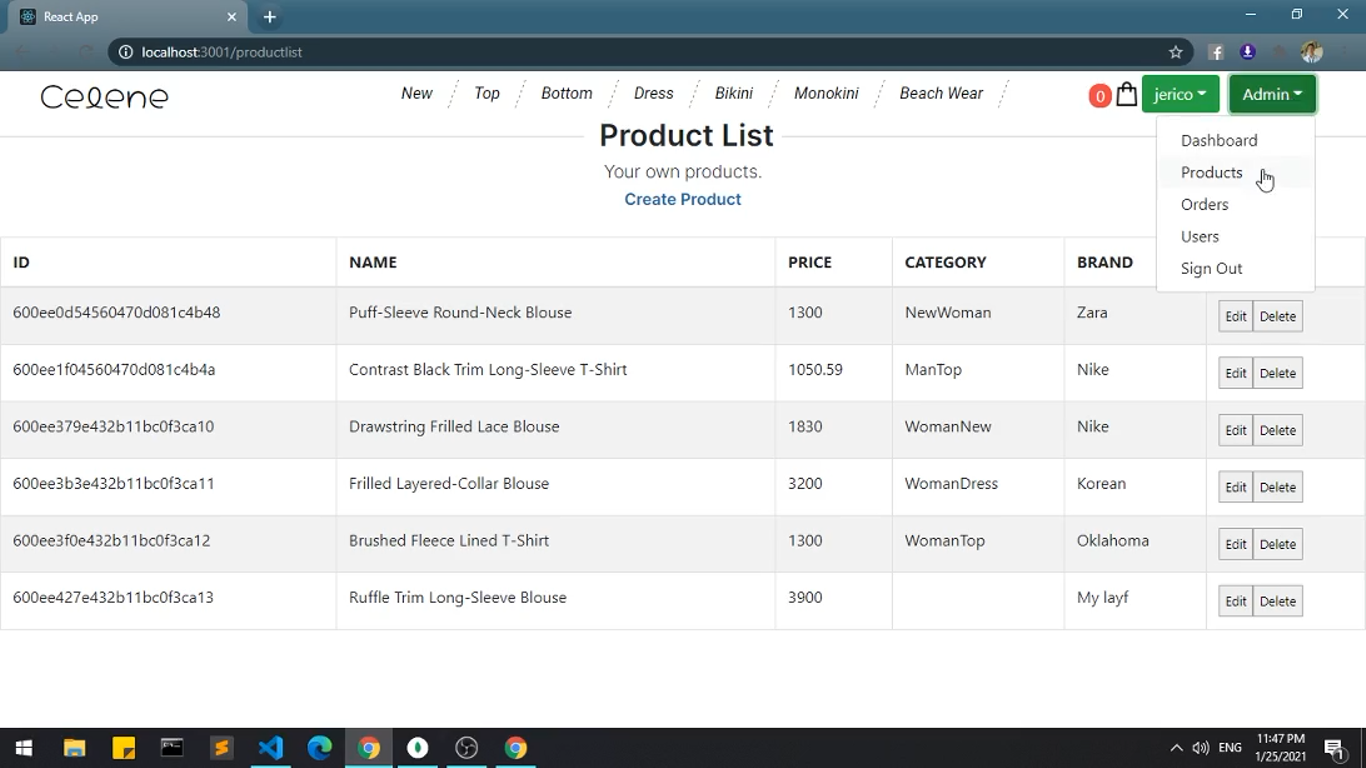 React App
localhost:3001/productlist
Celene
New Top Bottom Dress Bikini Monokini Beach Wear
0 jerico Admin
Product List
Your own products.
Create Product
Dashboard
Products
Orders
Users
Sign Out
ID NAME PRICE CATEGORY BRAND
600ee0d54560470d081c4b48 Puff-Sleeve Round-Neck Blouse 1300 NewWoman Zara Edit Delete
600ee1f04560470d081c4b4a Contrast Black Trim Long-Sleeve T-Shirt 1050.59 ManTop Nike Edit Delete
600ee379e432b11bc0f3ca10 Drawstring Frilled Lace Blouse 1830 WomanNew Nike Edit Delete
600ee3b3e432b11bc0f3ca11 Frilled Layered-Collar Blouse 3200 WomanDress Korean Edit Delete
600ee3f0e432b11bc0f3ca12 Brushed Fleece Lined T-Shirt 1300 WomanTop Oklahoma Edit Delete
600ee427e432b11bc0f3ca13 Ruffle Trim Long-Sleeve Blouse 3900 My layf Edit Delete
ENG
11:47 PM
1/25/2021
1